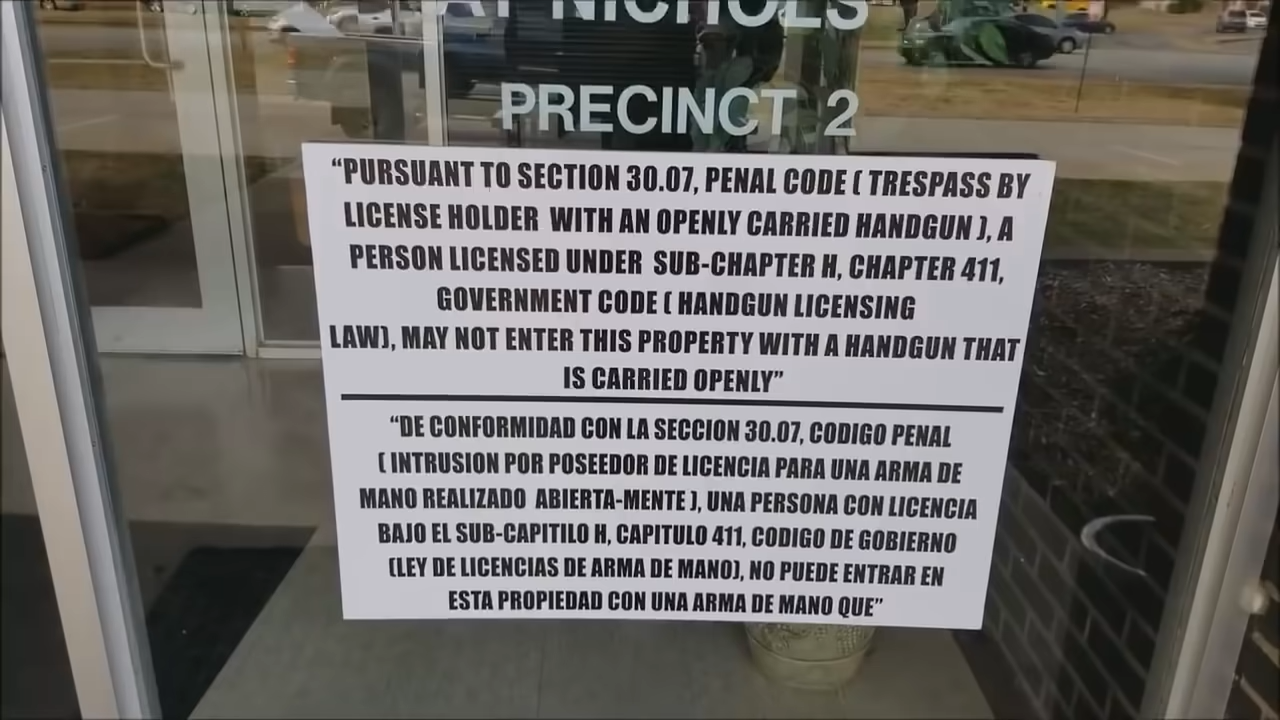 NICHOLS
PRECINCT 2
“PURSUANT TO SECTION 30.07, PENAL CODE ( TRESPASS BY
LICENSE HOLDER WITH AN OPENLY CARRIED HANDGUN ), A
PERSON LICENSED UNDER SUB-CHAPTER H, CHAPTER 411,
GOVERNMENT CODE ( HANDGUN LICENSING
LAW), MAY NOT ENTER THIS PROPERTY WITH A HANDGUN THAT
IS CARRIED OPENLY”
“DE CONFORMIDAD CON LA SECCION 30.07, CODIGO PENAL
( INTRUSION POR POSEEDOR DE LICENCIA PARA UNA ARMA DE
MANO REALIZADO ABIERTA-MENTE ), UNA PERSONA CON LICENCIA
BAJO EL SUB-CAPITILO H, CAPITULO 411, CODIGO DE GOBIERNO
(LEY DE LICENCIAS DE ARMA DE MANO), NO PUEDE ENTRAR EN
ESTA PROPIEDAD CON UNA ARMA DE MANO QUE”